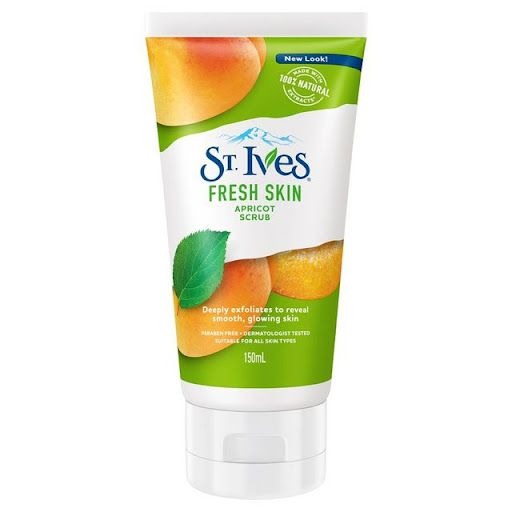 New Look!
MADE WITH
100% NATURAL
EXTRACTS*
ST. IVES®
FRESH SKIN
APRICOT
SCRUB
Deeply exfoliates to reveal
smooth, glowing skin
PARABEN FREE • DERMATOLOGIST TESTED
SUITABLE FOR ALL SKIN TYPES
150mL